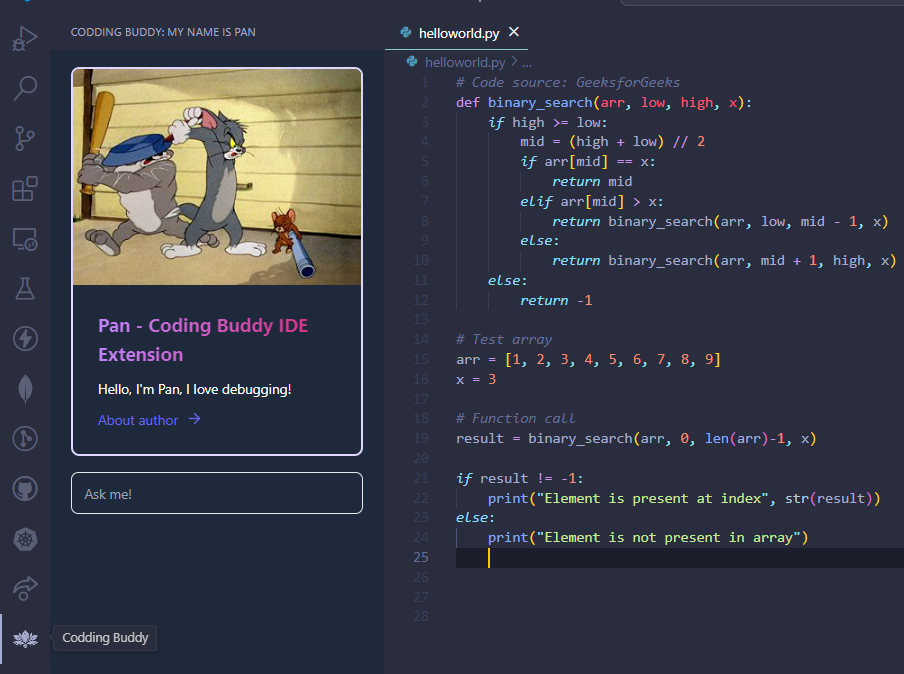 CODDING BUDDY: MY NAME IS PAN
Pan - Coding Buddy IDE
Extension
Hello, I'm Pan, I love debugging!
About author →
Ask me!
Codding Buddy
helloworld.py ×
helloworld.py > ...
1 # Code source: GeeksforGeeks
2 def binary_search(arr, low, high, x):
3     if high >= low:
4         mid = (high + low) // 2
5         if arr[mid] == x:
6             return mid
7         elif arr[mid] > x:
8             return binary_search(arr, low, mid - 1, x)
9         else:
10             return binary_search(arr, mid + 1, high, x)
11     else:
12         return -1
13
14 # Test array
15 arr = [1, 2, 3, 4, 5, 6, 7, 8, 9]
16 x = 3
17
18 # Function call
19 result = binary_search(arr, 0, len(arr)-1, x)
20
21 if result != -1:
22     print("Element is present at index", str(result))
23 else:
24     print("Element is not present in array")
25
26
27
28